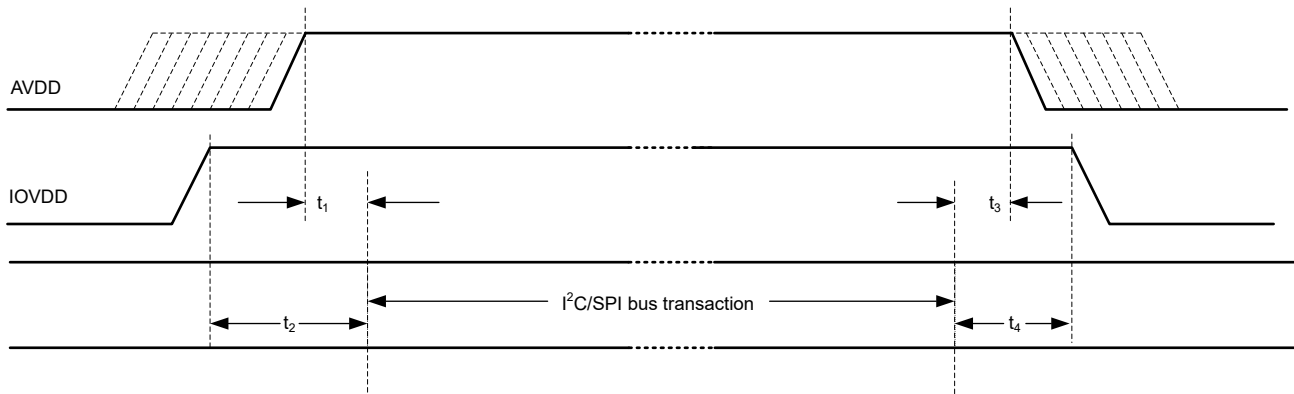 AVDD
IOVDD
t₁
t₃
I²C/SPI bus transaction
t₂
t₄